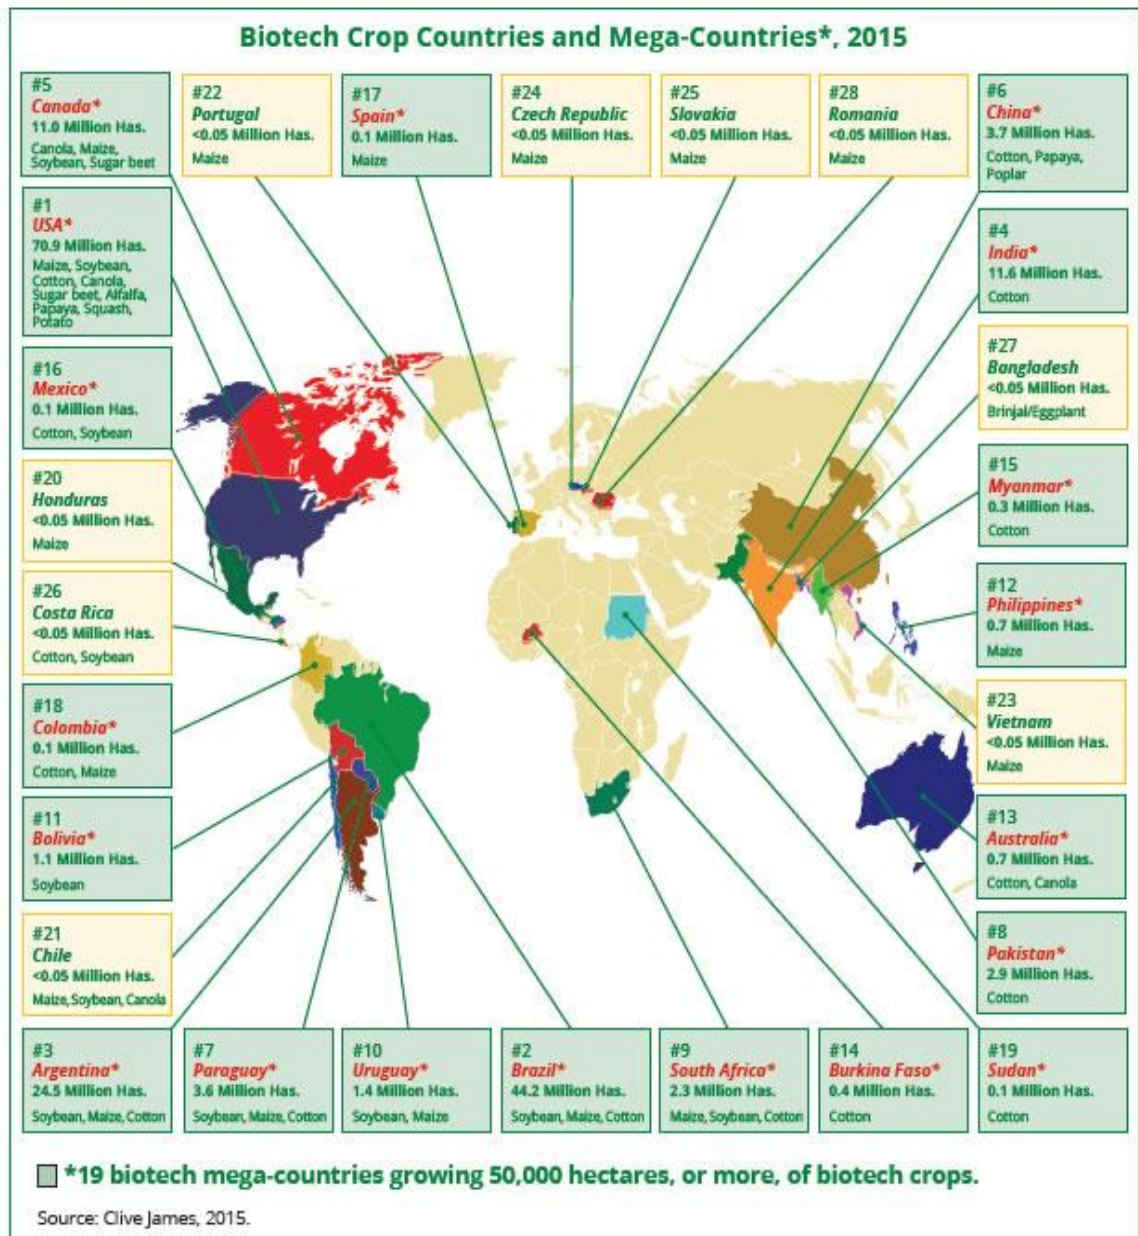 Biotech Crop Countries and Mega-Countries*, 2015
#5
Canada*
11.0 Million Has.
Canola, Maize,
Soybean, Sugar beet
#22
Portugal
<0.05 Million Has.
Maize
#17
Spain*
0.1 Million Has.
Maize
#24
Czech Republic
<0.05 Million Has.
Maize
#25
Slovakia
<0.05 Million Has.
Maize
#28
Romania
<0.05 Million Has.
Maize
#6
China*
3.7 Million Has.
Cotton, Papaya,
Poplar
#1
USA*
70.9 Million Has.
Maize, Soybean,
Cotton, Canola,
Sugar beet, Alfalfa,
Papaya, Squash,
Potato
#4
India*
11.6 Million Has.
Cotton
#16
Mexico*
0.1 Million Has.
Cotton, Soybean
#27
Bangladesh
<0.05 Million Has.
Brinjal/Eggplant
#20
Honduras
<0.05 Million Has.
Maize
#15
Myanmar*
0.3 Million Has.
Cotton
#26
Costa Rica
<0.05 Million Has.
Cotton, Soybean
#12
Philippines*
0.7 Million Has.
Maize
#18
Colombia*
0.1 Million Has.
Cotton, Maize
#23
Vietnam
<0.05 Million Has.
Maize
#11
Bolivia*
1.1 Million Has.
Soybean
#13
Australia*
0.7 Million Has.
Cotton, Canola
#21
Chile
<0.05 Million Has.
Maize, Soybean, Canola
#8
Pakistan*
2.9 Million Has.
Cotton
#3
Argentina*
24.5 Million Has.
Soybean, Maize, Cotton
#7
Paraguay*
3.6 Million Has.
Soybean, Maize, Cotton
#10
Uruguay*
1.4 Million Has.
Soybean, Maize
#2
Brazil*
44.2 Million Has.
Soybean, Maize, Cotton
#9
South Africa*
2.3 Million Has.
Maize, Soybean, Cotton
#14
Burkina Faso*
0.4 Million Has.
Cotton
#19
Sudan*
0.1 Million Has.
Cotton
*19 biotech mega-countries growing 50,000 hectares, or more, of biotech crops.
Source: Clive James, 2015.